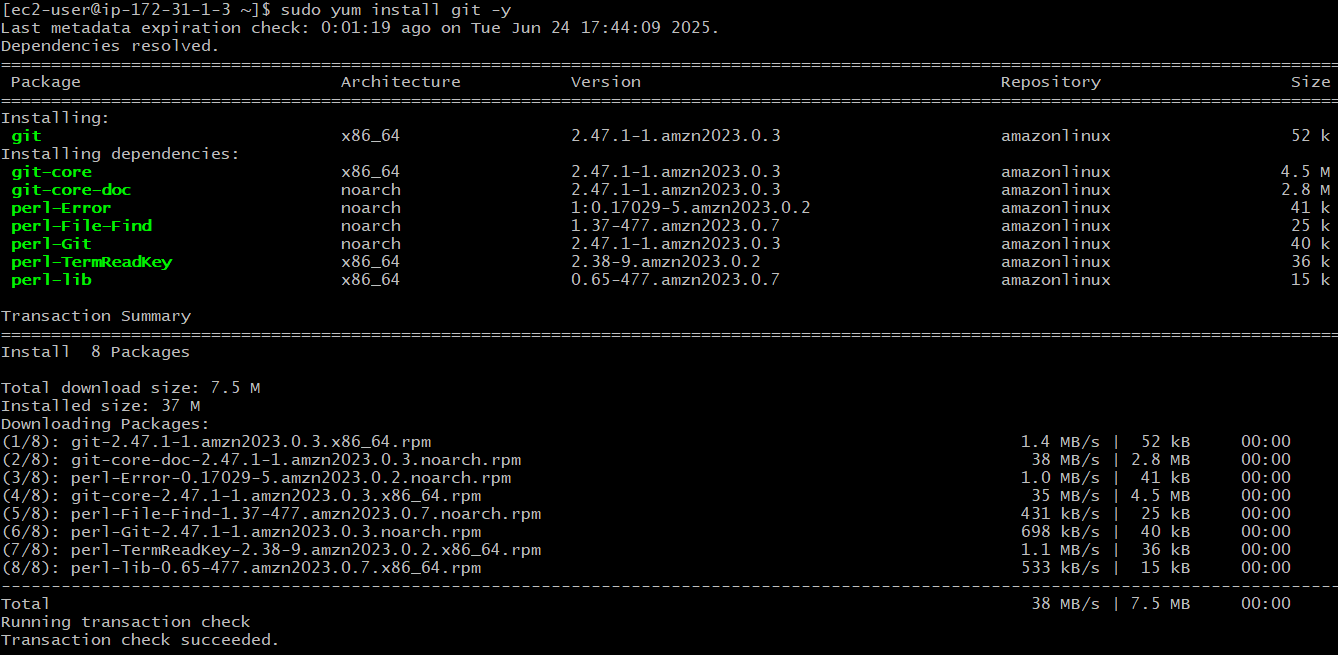 [ec2-user@ip-172-31-1-3 ~]$ sudo yum install git -y
Last metadata expiration check: 0:01:19 ago on Tue Jun 24 17:44:09 2025.
Dependencies resolved.
Package Architecture Version Repository Size
Installing:
git x86_64 2.47.1-1.amzn2023.0.3 amazonlinux 52 k
Installing dependencies:
git-core x86_64 2.47.1-1.amzn2023.0.3 amazonlinux 4.5 M
git-core-doc noarch 2.47.1-1.amzn2023.0.3 amazonlinux 2.8 M
perl-Error noarch 1:0.17029-5.amzn2023.0.2 amazonlinux 41 k
perl-File-Find noarch 1.37-477.amzn2023.0.7 amazonlinux 25 k
perl-Git noarch 2.47.1-1.amzn2023.0.3 amazonlinux 40 k
perl-TermReadKey x86_64 2.38-9.amzn2023.0.2 amazonlinux 36 k
perl-lib x86_64 0.65-477.amzn2023.0.7 amazonlinux 15 k
Transaction Summary
Install 8 Packages
Total download size: 7.5 M
Installed size: 37 M
Downloading Packages:
(1/8): git-2.47.1-1.amzn2023.0.3.x86_64.rpm 1.4 MB/s | 52 kB 00:00
(2/8): git-core-doc-2.47.1-1.amzn2023.0.3.noarch.rpm 38 MB/s | 2.8 MB 00:00
(3/8): perl-Error-0.17029-5.amzn2023.0.2.noarch.rpm 1.0 MB/s | 41 kB 00:00
(4/8): git-core-2.47.1-1.amzn2023.0.3.x86_64.rpm 35 MB/s | 4.5 MB 00:00
(5/8): perl-File-Find-1.37-477.amzn2023.0.7.noarch.rpm 431 kB/s | 25 kB 00:00
(6/8): perl-Git-2.47.1-1.amzn2023.0.3.noarch.rpm 698 kB/s | 40 kB 00:00
(7/8): perl-TermReadKey-2.38-9.amzn2023.0.2.x86_64.rpm 1.1 MB/s | 36 kB 00:00
(8/8): perl-lib-0.65-477.amzn2023.0.7.x86_64.rpm 533 kB/s | 15 kB 00:00
Total 38 MB/s | 7.5 MB 00:00
Running transaction check
Transaction check succeeded.